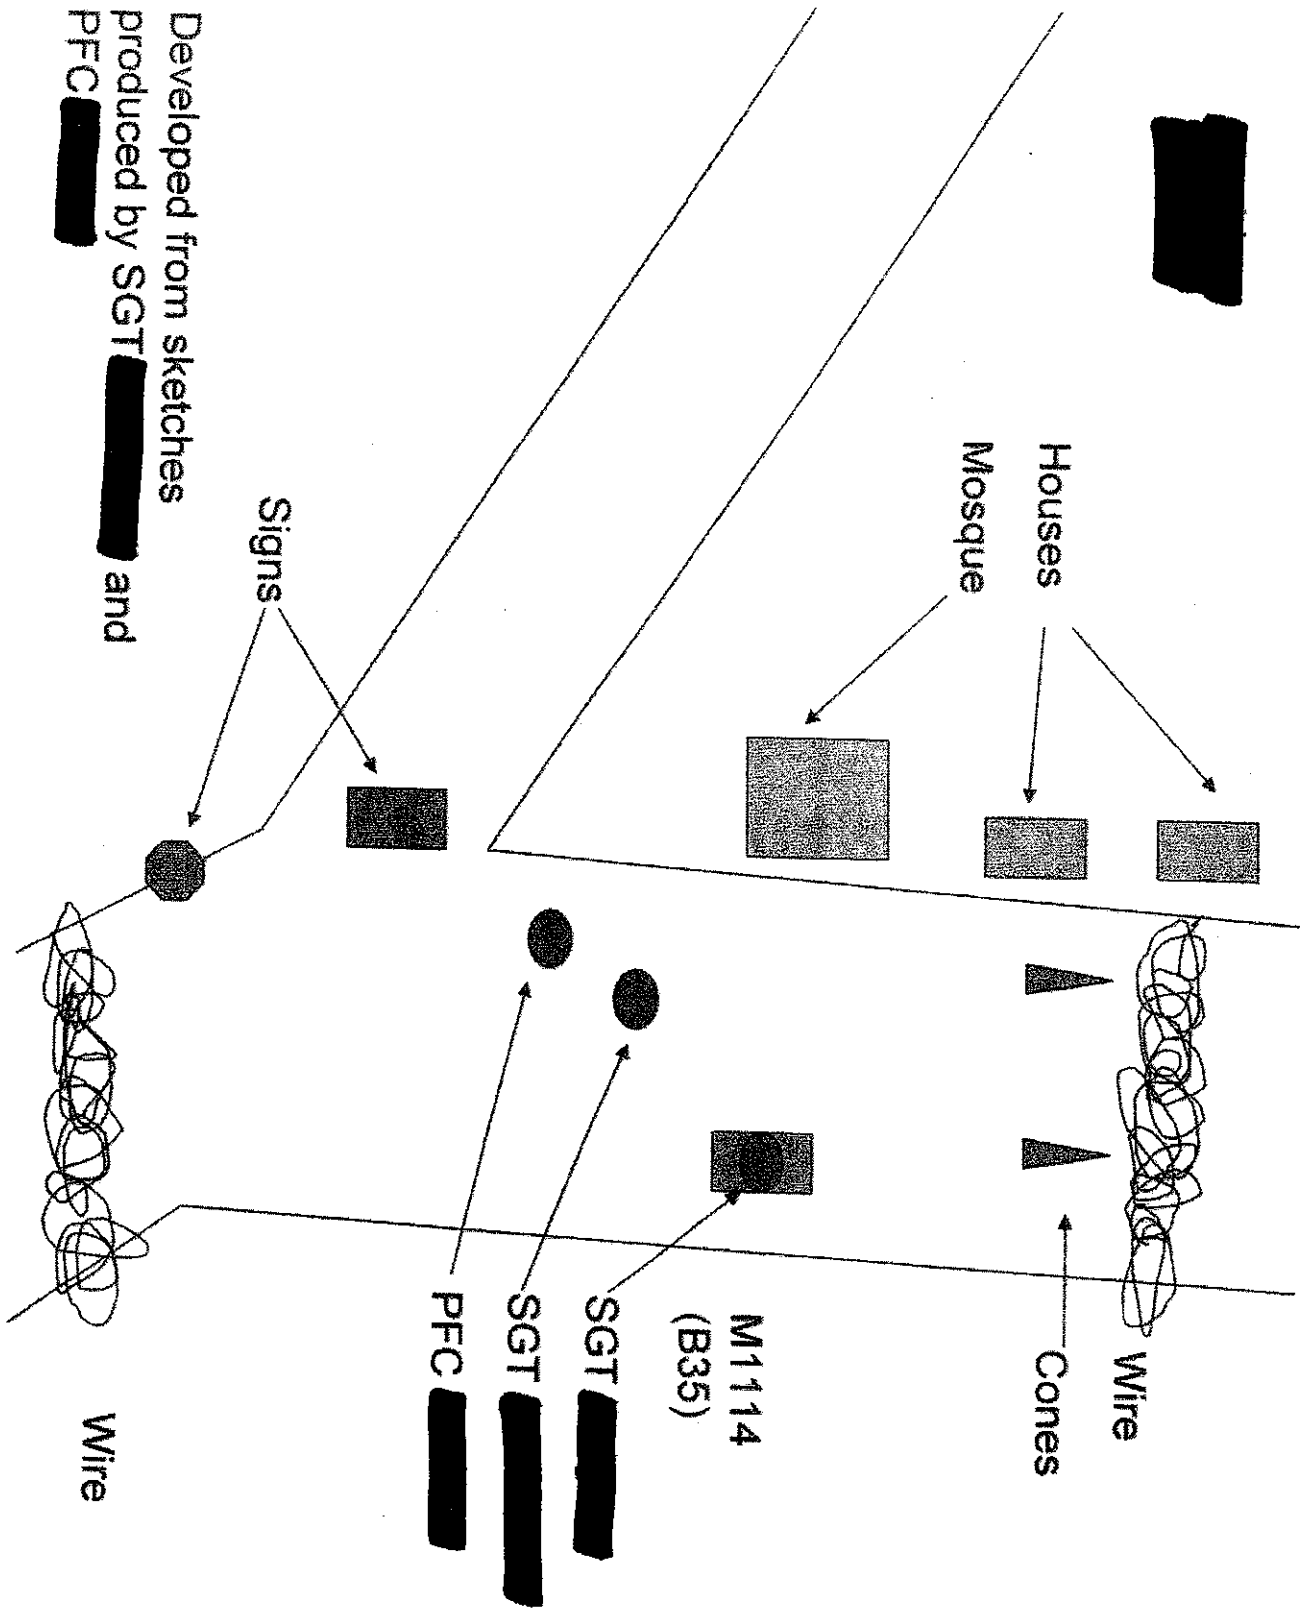 Wire
Houses
Cones
Mosque
M1114
(B35)
SGT
SGT
PFC
Signs
Developed from sketches
produced by SGT and
PFC
Wire